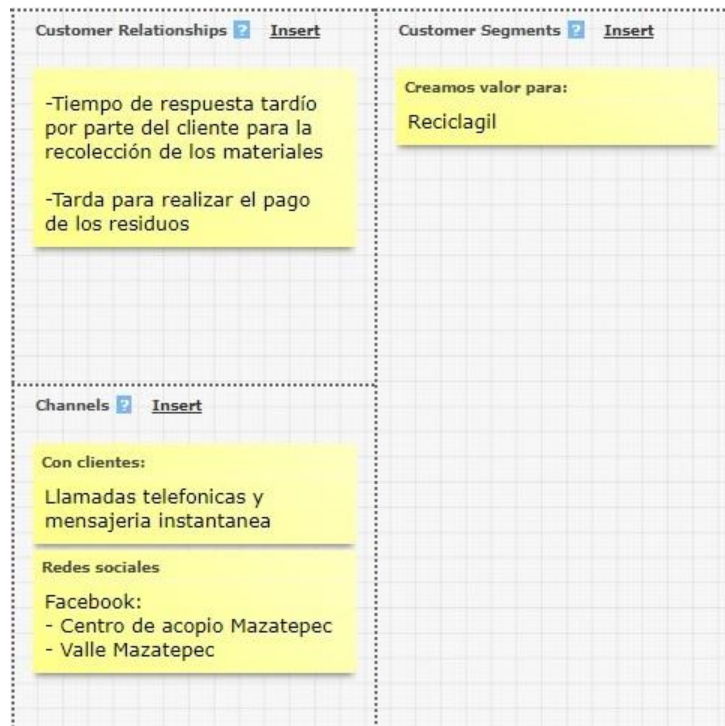 Customer Relationships ? Insert
-Tiempo de respuesta tardío
por parte del cliente para la
recolección de los materiales
-Tarda para realizar el pago
de los residuos
Customer Segments ? Insert
Creamos valor para:
Reciclagil
Channels ? Insert
Con clientes:
Llamadas telefonicas y
mensajeria instantanea
Redes sociales
Facebook:
- Centro de acopio Mazatepec
- Valle Mazatepec